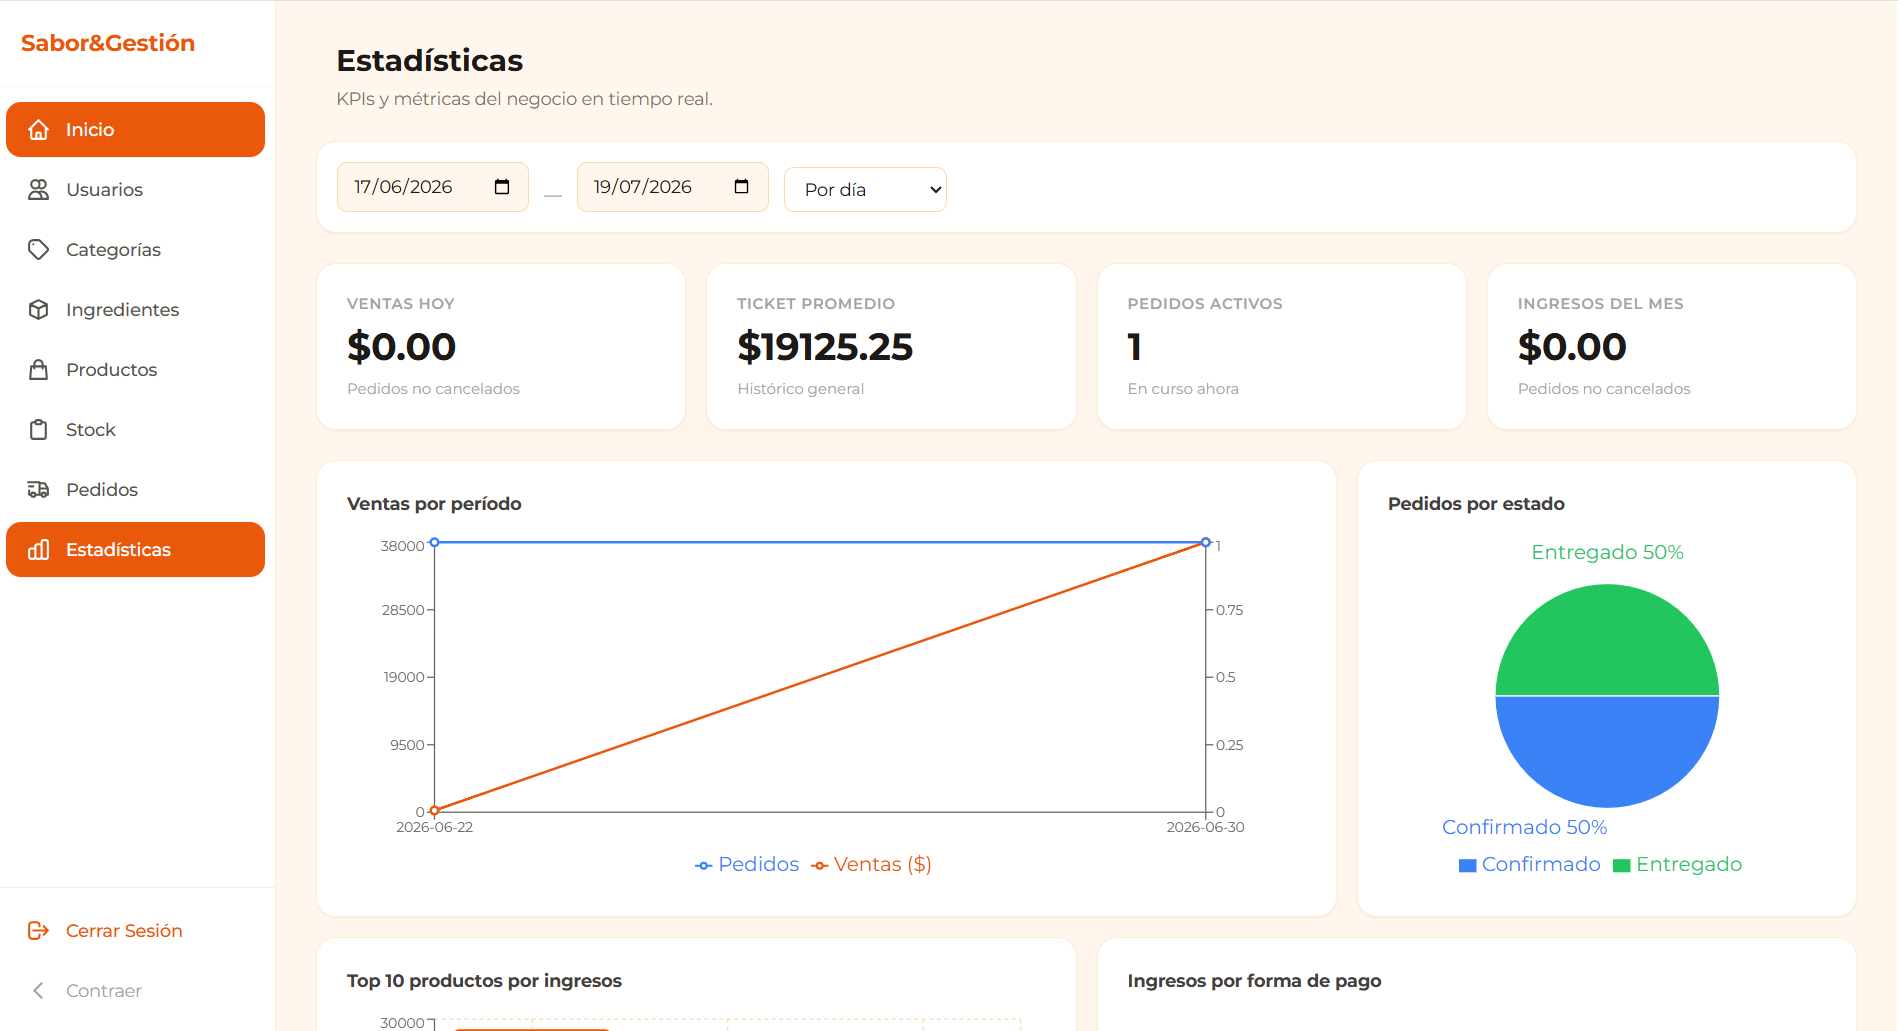 Sabor&Gestión
Inicio
Usuarios
Categorías
Ingredientes
Productos
Stock
Pedidos
Estadísticas
Cerrar Sesión
Contraer
Estadísticas
KPIs y métricas del negocio en tiempo real.
17/06/2026 — 19/07/2026 Por día
VENTAS HOY
$0.00
Pedidos no cancelados
TICKET PROMEDIO
$19125.25
Histórico general
PEDIDOS ACTIVOS
1
En curso ahora
INGRESOS DEL MES
$0.00
Pedidos no cancelados
Ventas por período
38000
28500
19000
9500
0
1
0.75
0.5
0.25
0
2026-06-22 2026-06-30
Pedidos Ventas ($)
Pedidos por estado
Entregado 50%
Confirmado 50%
Confirmado Entregado
Top 10 productos por ingresos
30000
Ingresos por forma de pago